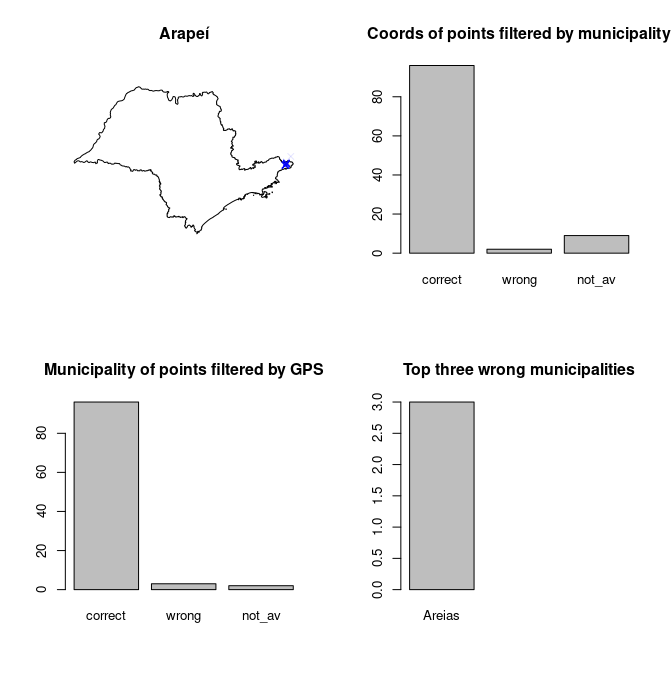 Arapeí
Coords of points filtered by municipality
80
60
40
20
0
correct wrong not_av
Municipality of points filtered by GPS
80
60
40
20
0
correct wrong not_av
Top three wrong municipalities
3.0
2.5
2.0
1.5
1.0
0.5
0.0
Areias